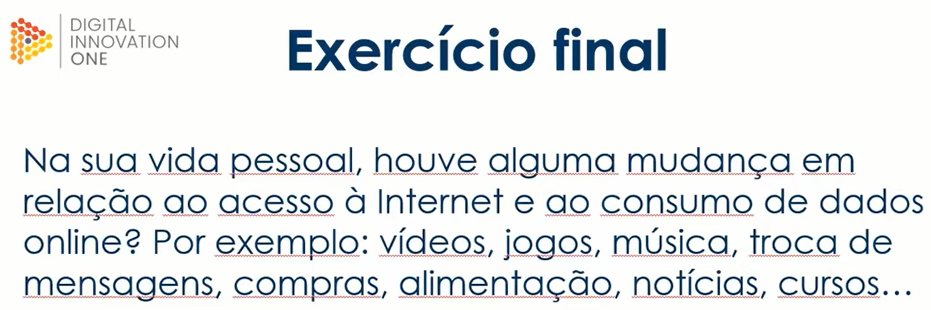 DIGITAL
INNOVATION
ONE
Exercício final
Na sua vida pessoal, houve alguma mudança em
relação ao acesso à Internet e ao consumo de dados
online? Por exemplo: vídeos, jogos, música, troca de
mensagens, compras, alimentação, notícias, cursos...